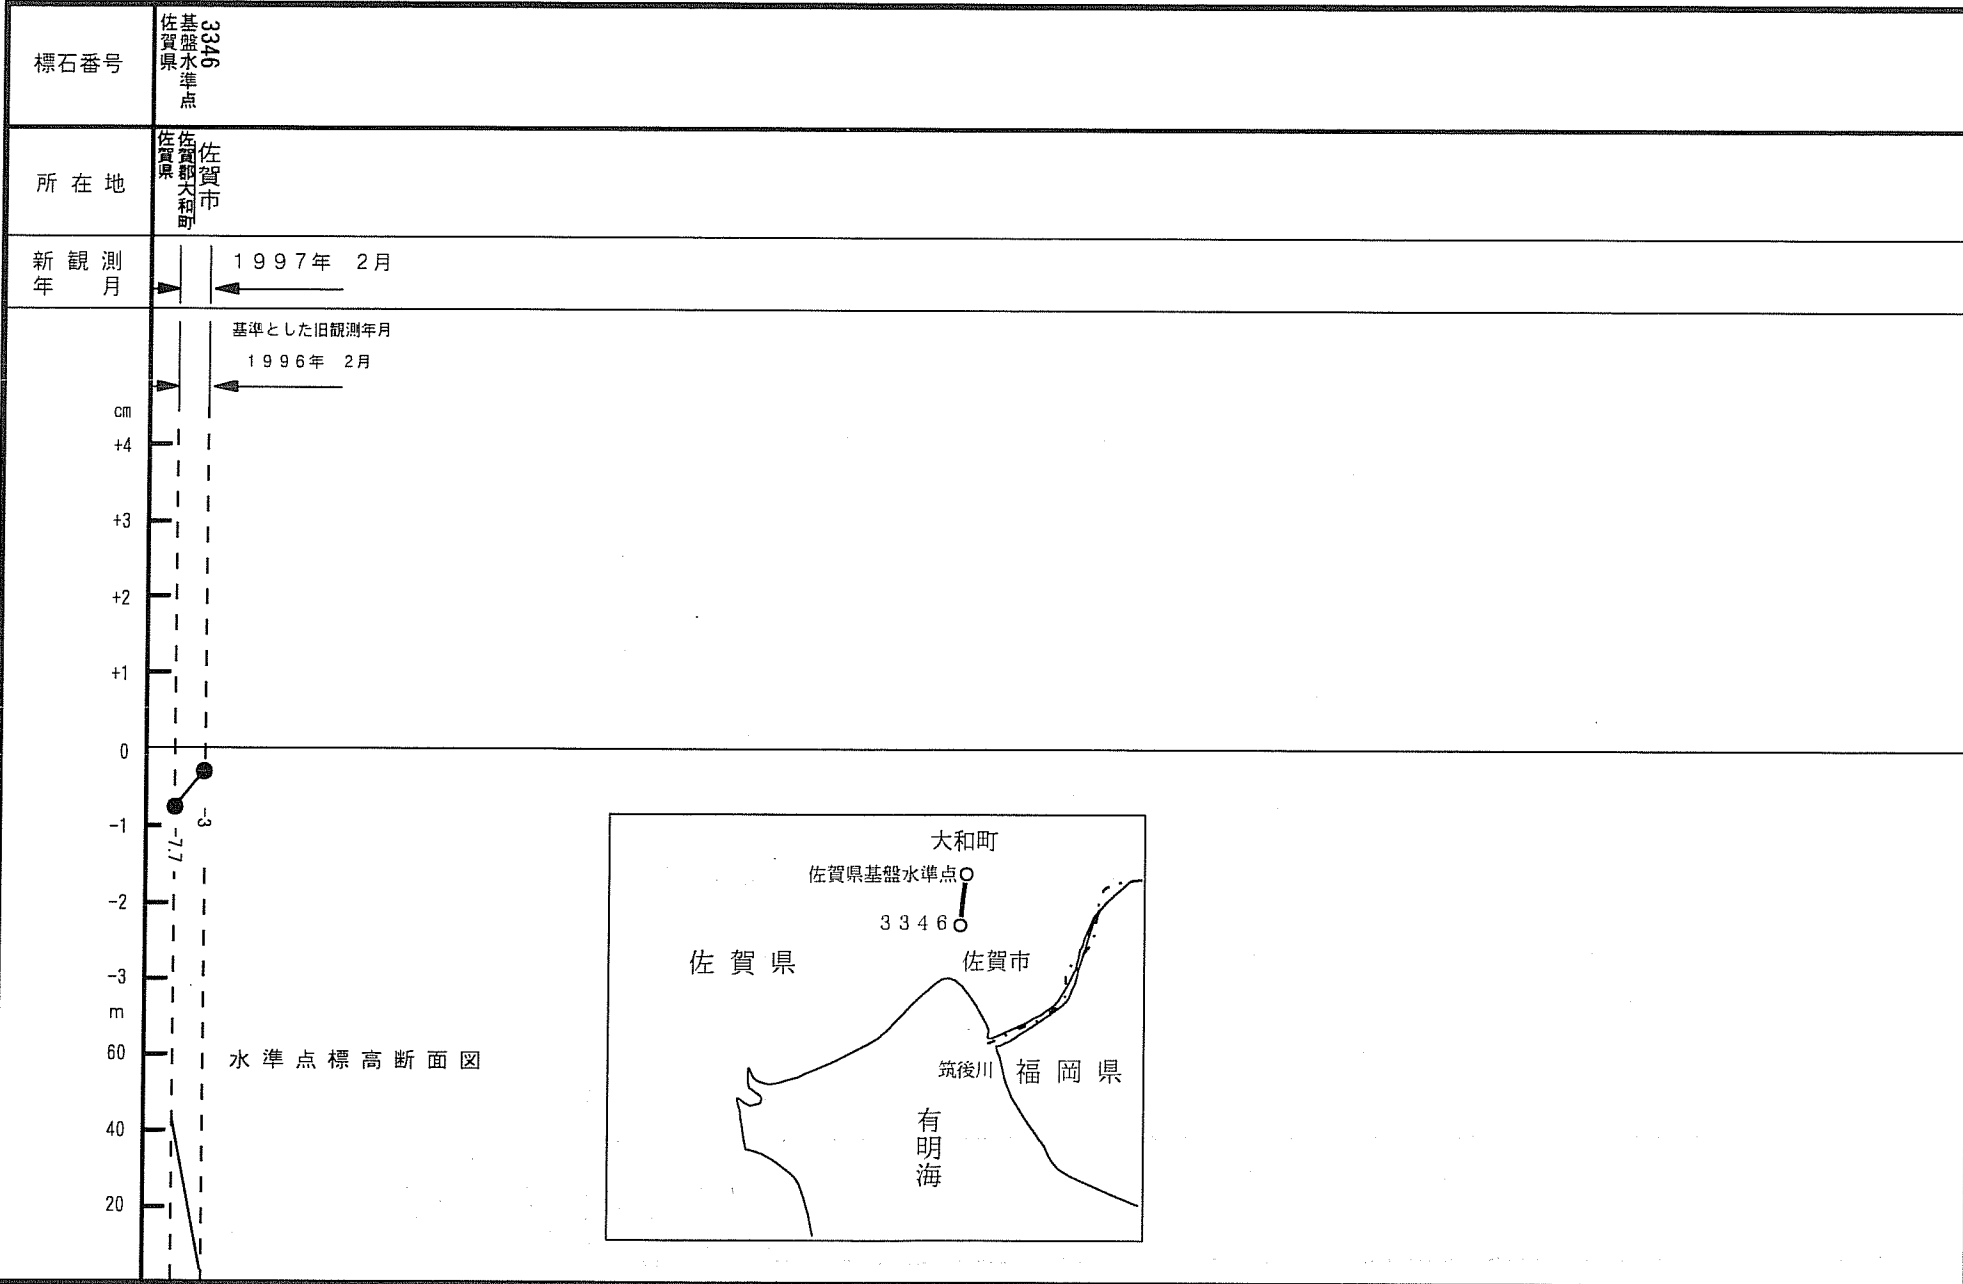 標石番号
佐賀県
基盤水準点
3346
所在地
佐賀県
佐賀郡大和町
佐賀市
新観測
年月
1997年 2月
基準とした旧観測年月
1996年 2月
cm
+4
+3
+2
+1
0
-1
-2
-3
-7.7
-3
m
60
40
20
水準点標高断面図
大和町
佐賀県基盤水準点
3346
佐賀県
佐賀市
筑後川
福岡県
有明海